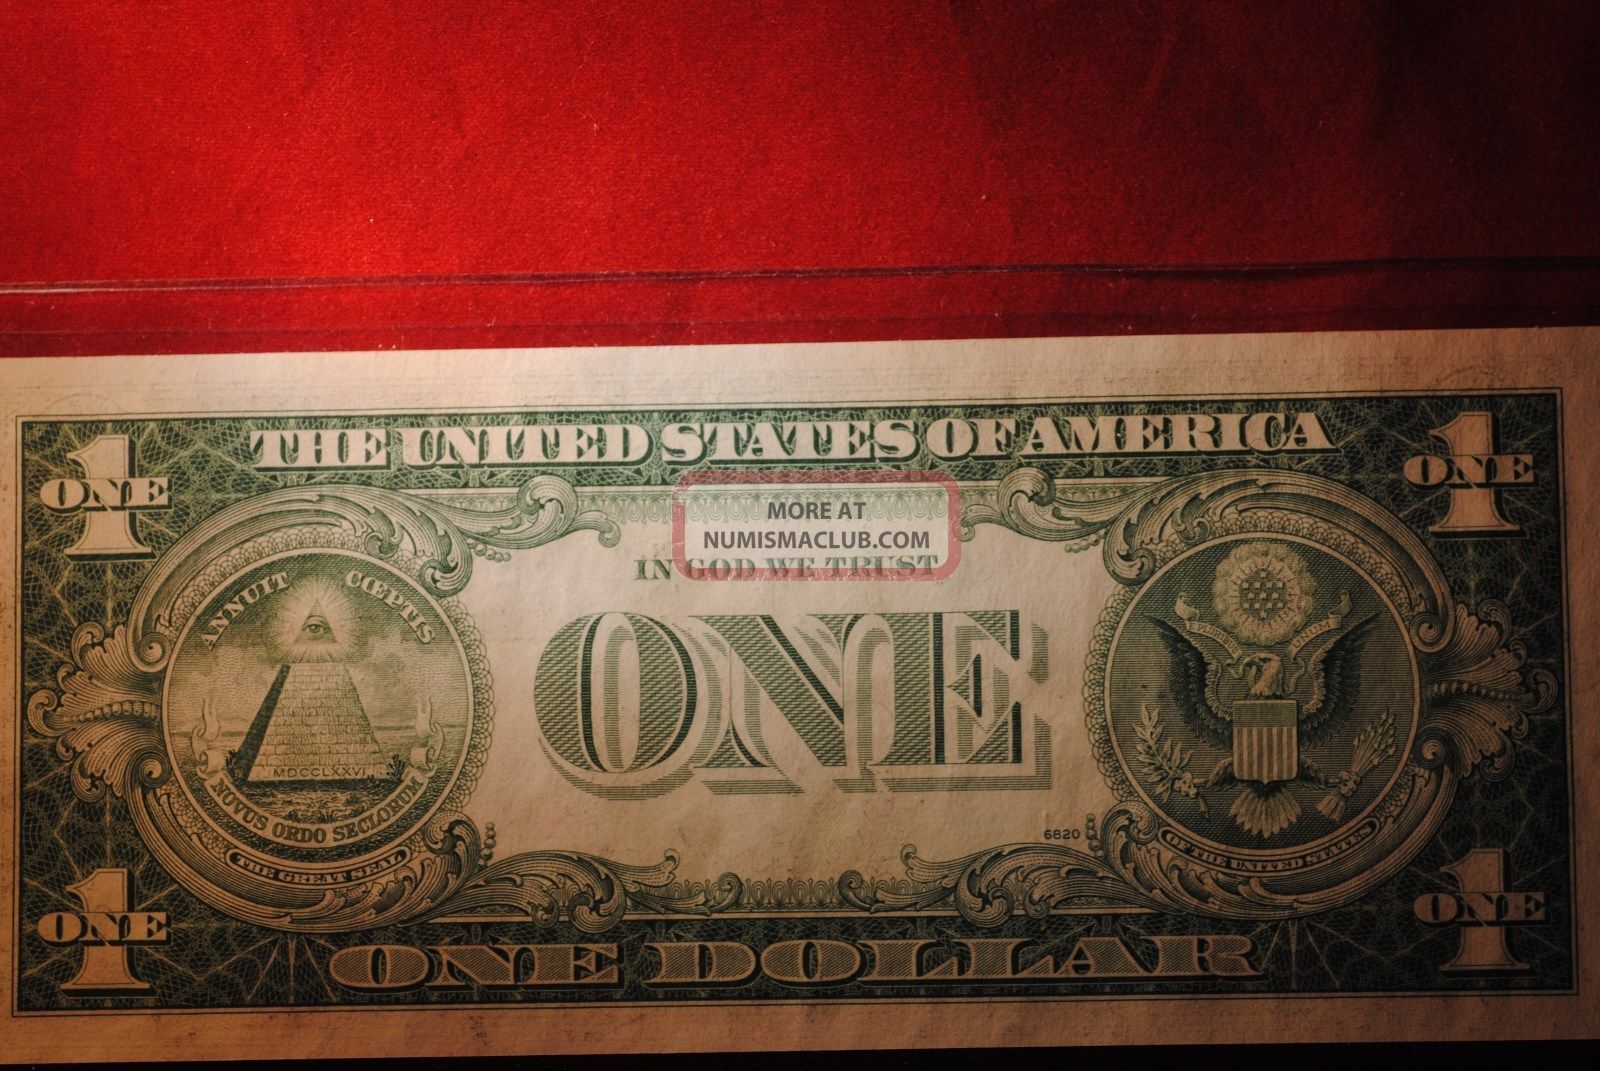 THE UNITED STATES OF AMERICA
1
ONE
1
ONE
MORE AT
NUMISMACLUB.COM
IN GOD WE TRUST
ANNUIT CŒPTIS
ONE
MDCCLXXVI
NOVUS ORDO SECLORUM
6820
THE GREAT SEAL
OF THE UNITED STATES
1
ONE
1
ONE
ONE DOLLAR